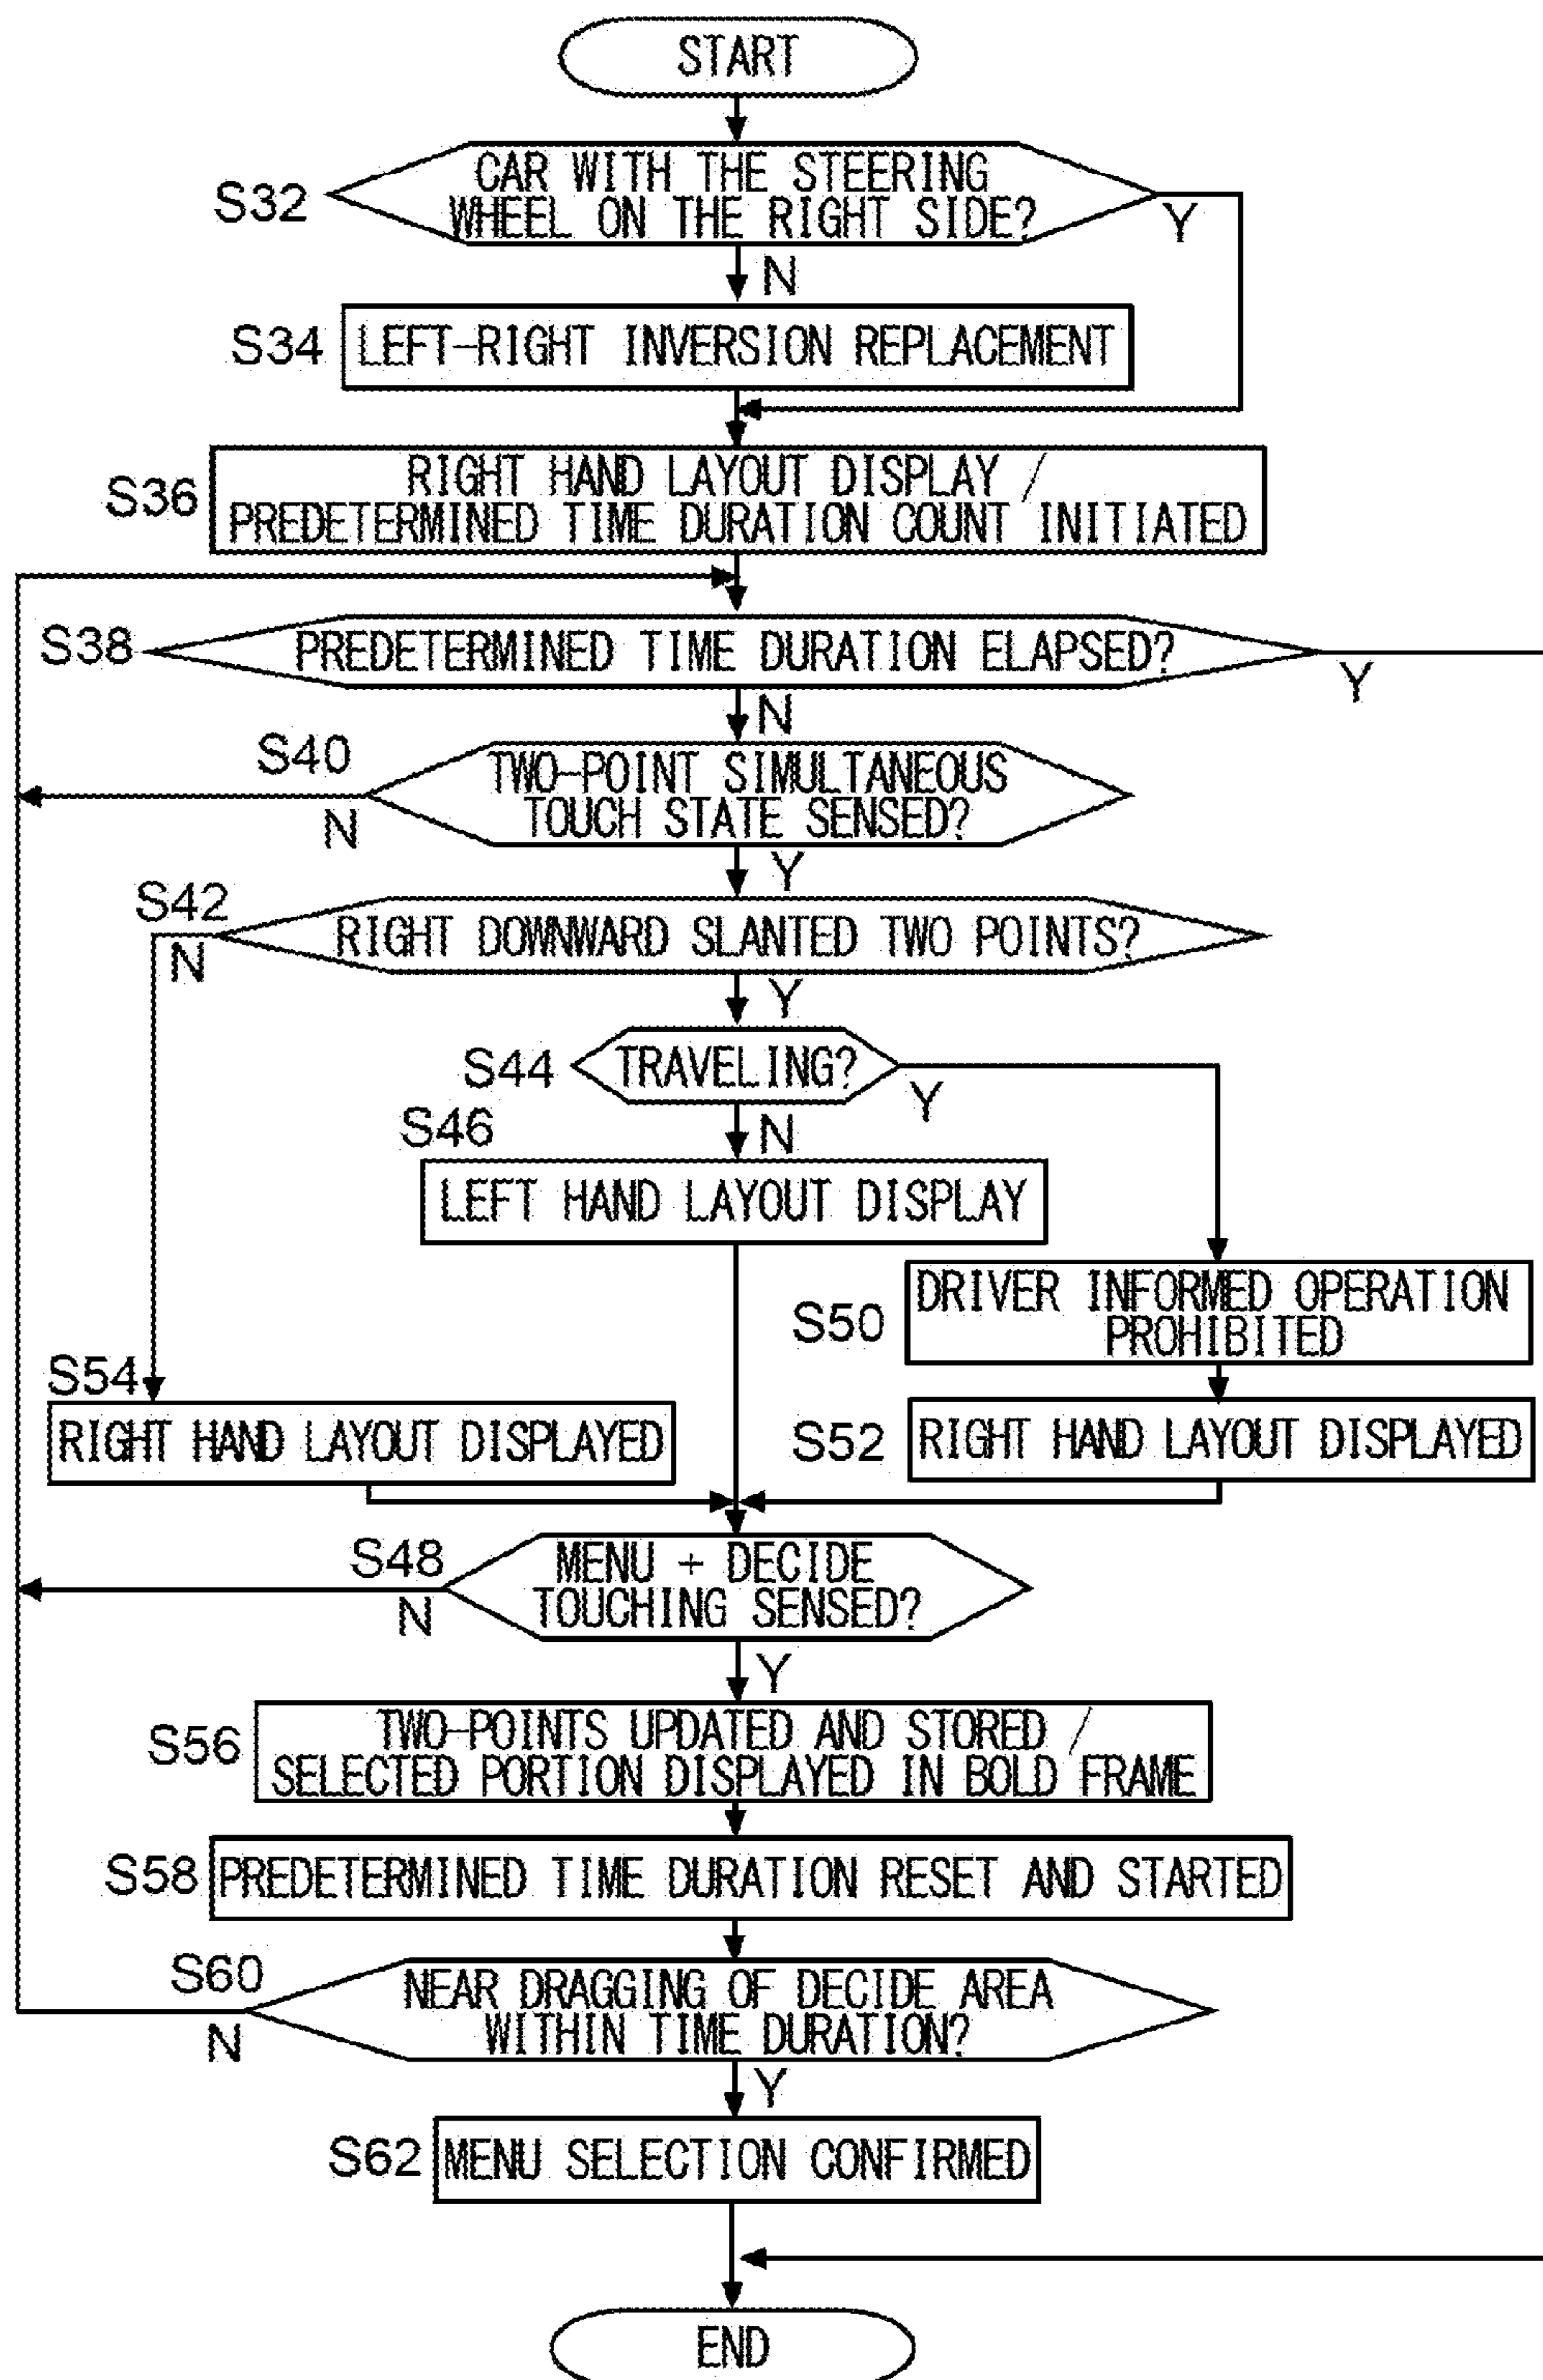 START
S32
CAR WITH THE STEERING
WHEEL ON THE RIGHT SIDE?
Y
N
S34
LEFT-RIGHT INVERSION REPLACEMENT
S36
RIGHT HAND LAYOUT DISPLAY /
PREDETERMINED TIME DURATION COUNT INITIATED
S38
PREDETERMINED TIME DURATION ELAPSED?
Y
N
S40
TWO-POINT SIMULTANEOUS
TOUCH STATE SENSED?
N
Y
S42
RIGHT DOWNWARD SLANTED TWO POINTS?
N
Y
S44
TRAVELING?
Y
N
S46
LEFT HAND LAYOUT DISPLAY
S50
DRIVER INFORMED OPERATION
PROHIBITED
S54
RIGHT HAND LAYOUT DISPLAYED
S52
RIGHT HAND LAYOUT DISPLAYED
S48
MENU + DECIDE
TOUCHING SENSED?
N
Y
S56
TWO-POINTS UPDATED AND STORED /
SELECTED PORTION DISPLAYED IN BOLD FRAME
S58
PREDETERMINED TIME DURATION RESET AND STARTED
S60
NEAR DRAGGING OF DECIDE AREA
WITHIN TIME DURATION?
N
Y
S62
MENU SELECTION CONFIRMED
END